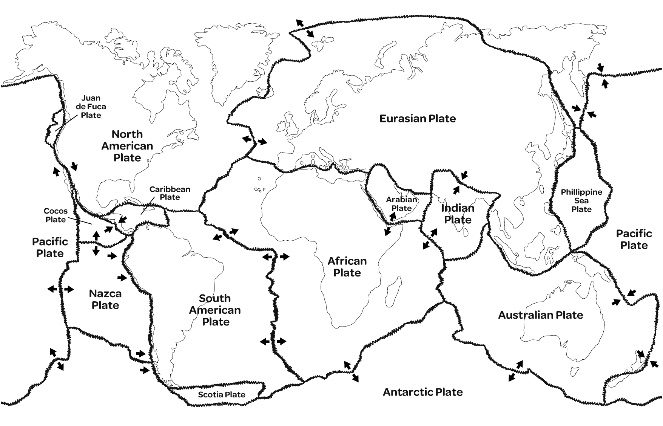 Juan
de Fuca
Plate
North
American
Plate
Eurasian Plate
Caribbean
Plate
Cocos
Plate
Pacific
Plate
Nazca
Plate
South
American
Plate
Scotia Plate
African
Plate
Arabian
Plate
Indian
Plate
Phillippine
Sea
Plate
Pacific
Plate
Australian Plate
Antarctic Plate